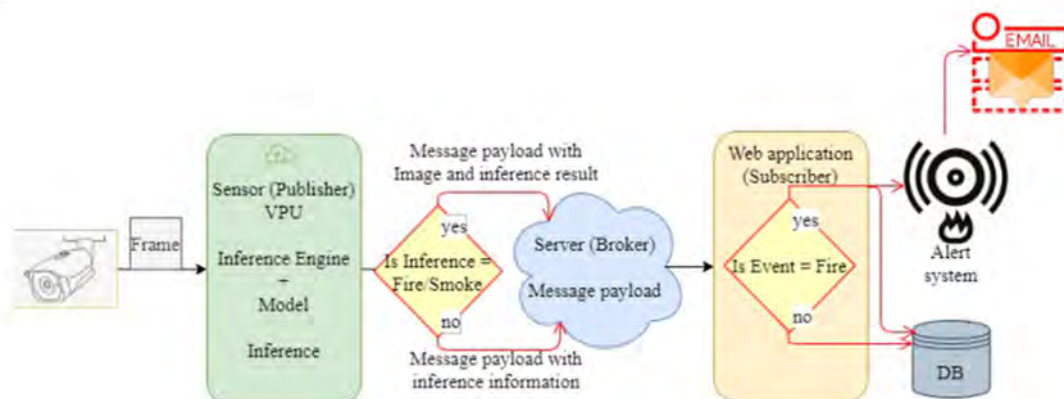 EMAIL
Message payload with
Image and inference result
Web application
(Subscriber)
Sensor (Publisher)
VPU
Frame
yes
yes
Server (Broker)
Alert
system
Inference Engine
+
Model
Is Inference =
Fire/Smoke
Is Event = Fire
Message payload
no
no
Inference
Message payload with
inference information
DB